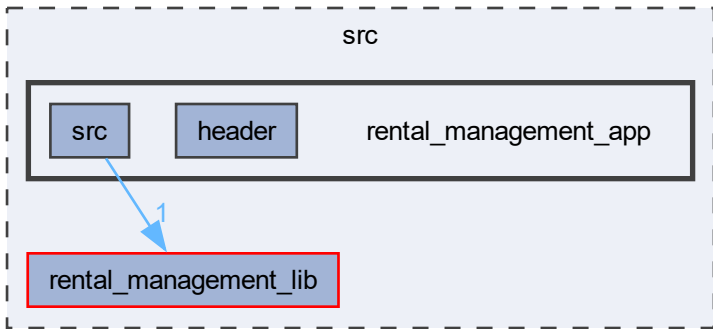 src
src
header
rental_management_app
1
rental_management_lib